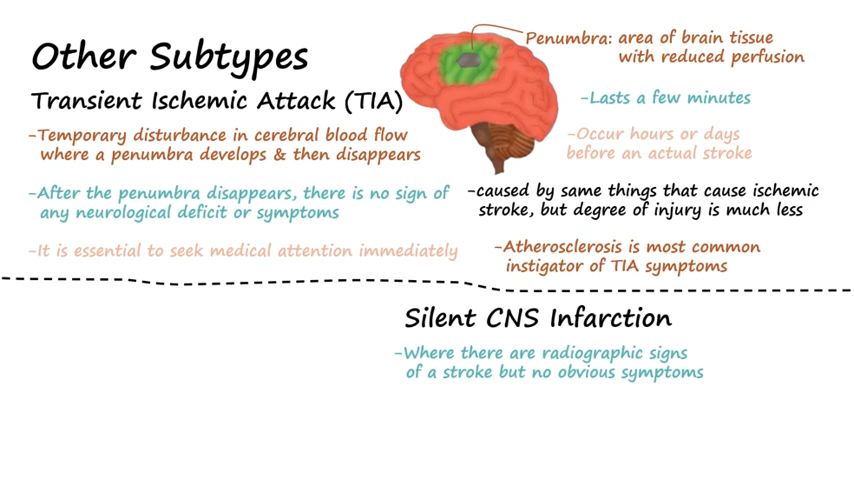 Other Subtypes
Transient Ischemic Attack (TIA)
-Temporary disturbance in cerebral blood flow
where a penumbra develops & then disappears
-After the penumbra disappears, there is no sign of
any neurological deficit or symptoms
-It is essential to seek medical attention immediately
Penumbra: area of brain tissue
with reduced perfusion
-Lasts a few minutes
-Occur hours or days
before an actual stroke
-caused by same things that cause ischemic
stroke, but degree of injury is much less
-Atherosclerosis is most common
instigator of TIA symptoms
Silent CNS Infarction
-Where there are radiographic signs
of a stroke but no obvious symptoms